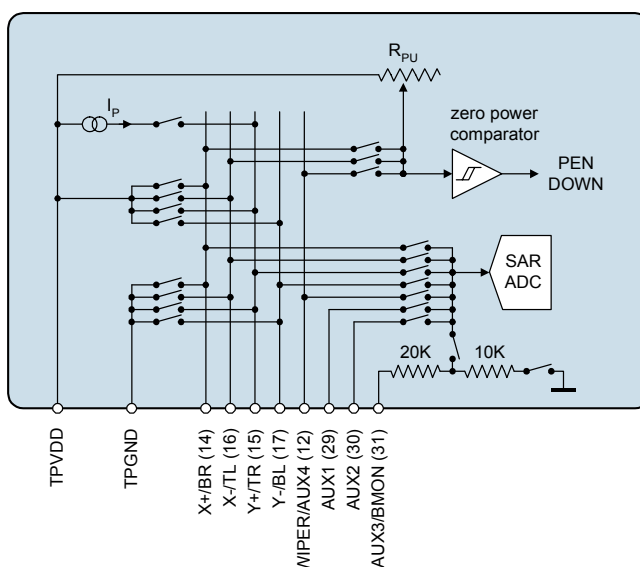 R_PU
I_P
zero power
comparator
PEN
DOWN
SAR
ADC
20K
10K
TPVDD
TPGND
X+/BR (14)
X-/TL (16)
Y+/TR (15)
Y-/BL (17)
WIPER/AUX4 (12)
AUX1 (29)
AUX2 (30)
AUX3/BMON (31)